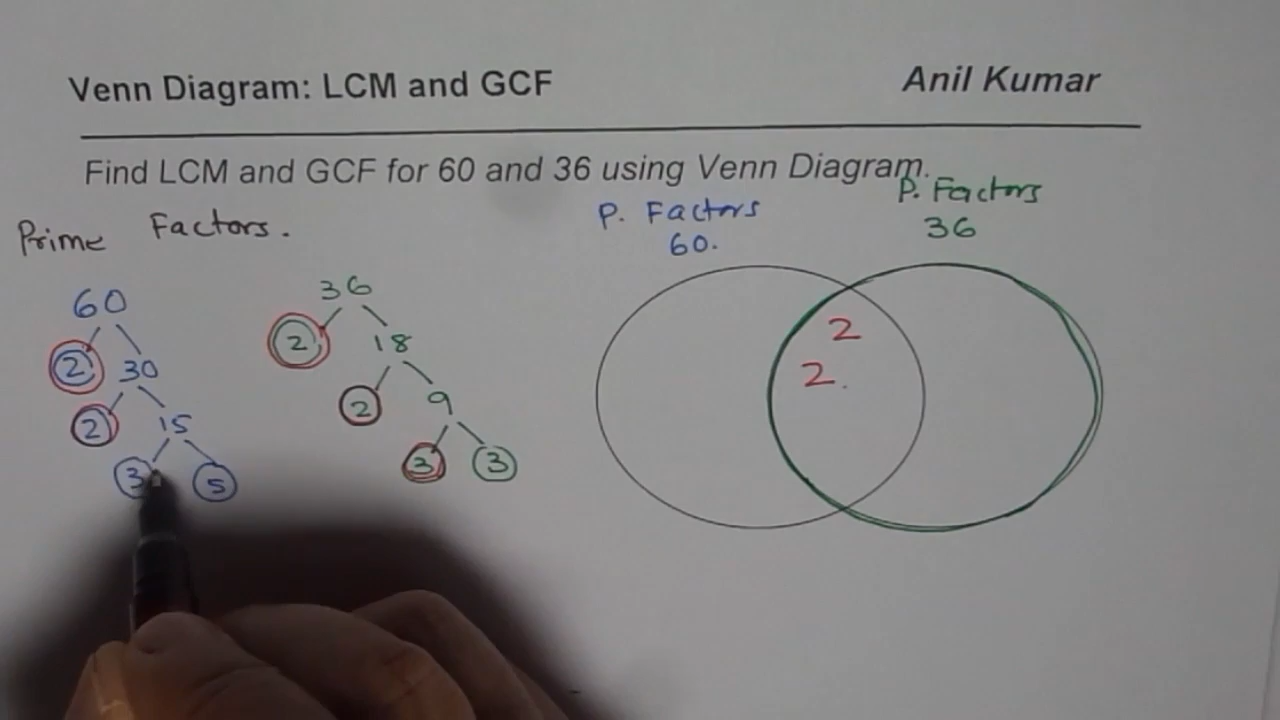 Venn Diagram: LCM and GCF Anil Kumar
Find LCM and GCF for 60 and 36 using Venn Diagram.
Prime Factors.
P. Factors
60.
P. Factors
36
60
2 30
2 15
3 5
36
2 18
2 9
3 3
2
2.